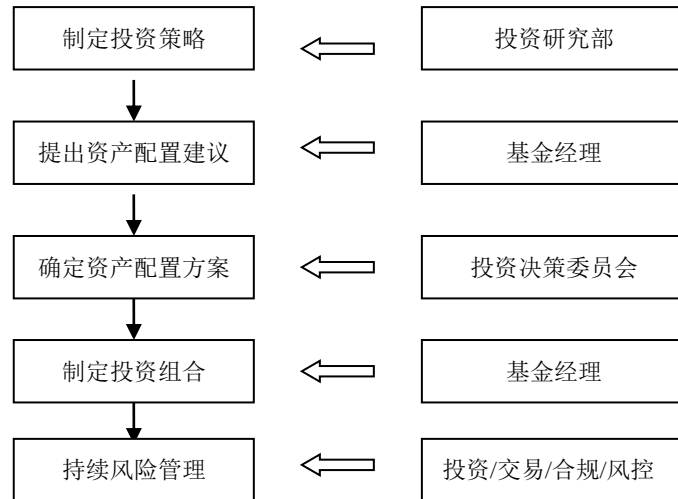 制定投资策略
投资研究部
提出资产配置建议
基金经理
确定资产配置方案
投资决策委员会
制定投资组合
基金经理
持续风险管理
投资/交易/合规/风控